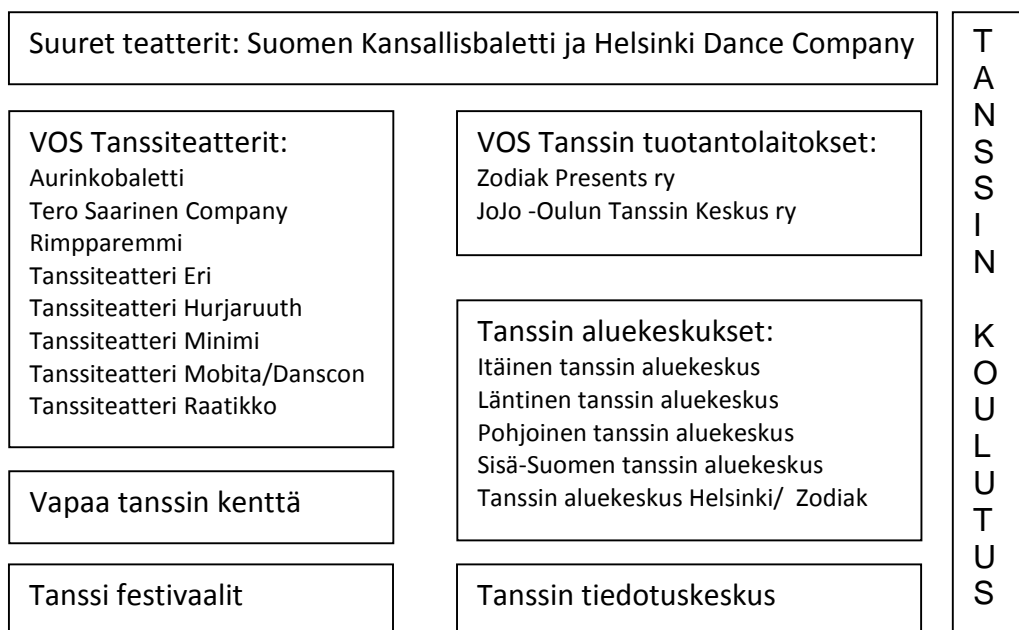 Suuret teatterit: Suomen Kansallisbaletti ja Helsinki Dance Company
VOS Tanssiteatterit:
Aurinkobaletti
Tero Saarinen Company
Rimpparemmi
Tanssiteatteri Eri
Tanssiteatteri Hurjaruuth
Tanssiteatteri Minimi
Tanssiteatteri Mobita/Danscon
Tanssiteatteri Raatikko
VOS Tanssin tuotantolaitokset:
Zodiak Presents ry
JoJo -Oulun Tanssin Keskus ry
Tanssin aluekeskukset:
Itäinen tanssin aluekeskus
Läntinen tanssin aluekeskus
Pohjoinen tanssin aluekeskus
Sisä-Suomen tanssin aluekeskus
Tanssin aluekeskus Helsinki/ Zodiak
Vapaa tanssin kenttä
Tanssi festivaalit
Tanssin tiedotuskeskus
TANSSIN KOULUTUS